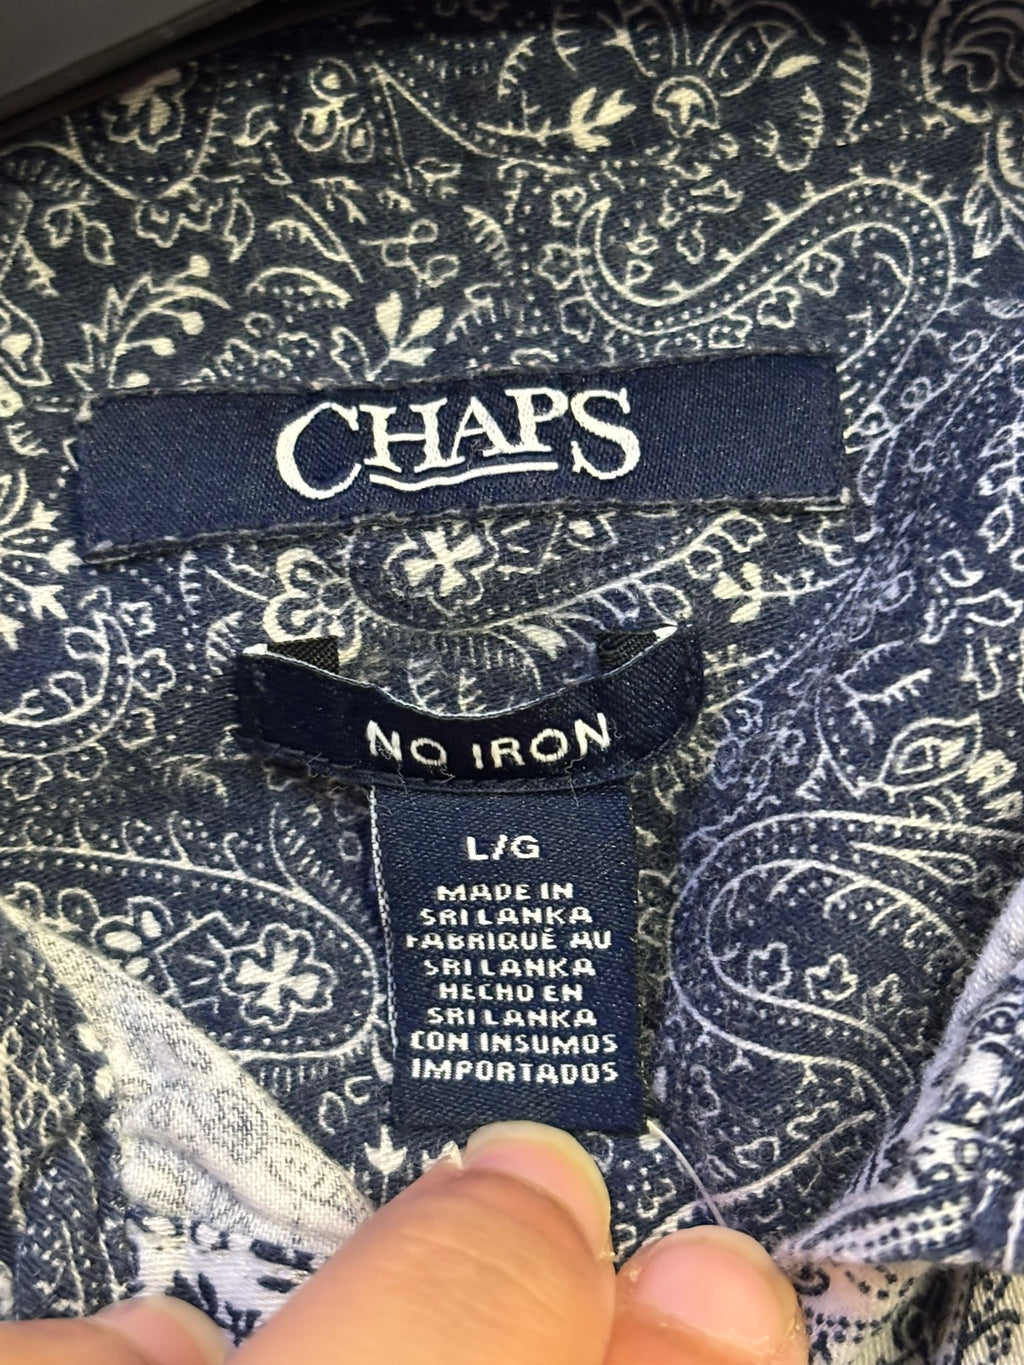 CHAPS
NO IRON
L/G
MADE IN
SRI LANKA
FABRIQUÉ AU
SRI LANKA
HECHO EN
SRI LANKA
CON INSUMOS
IMPORTADOS